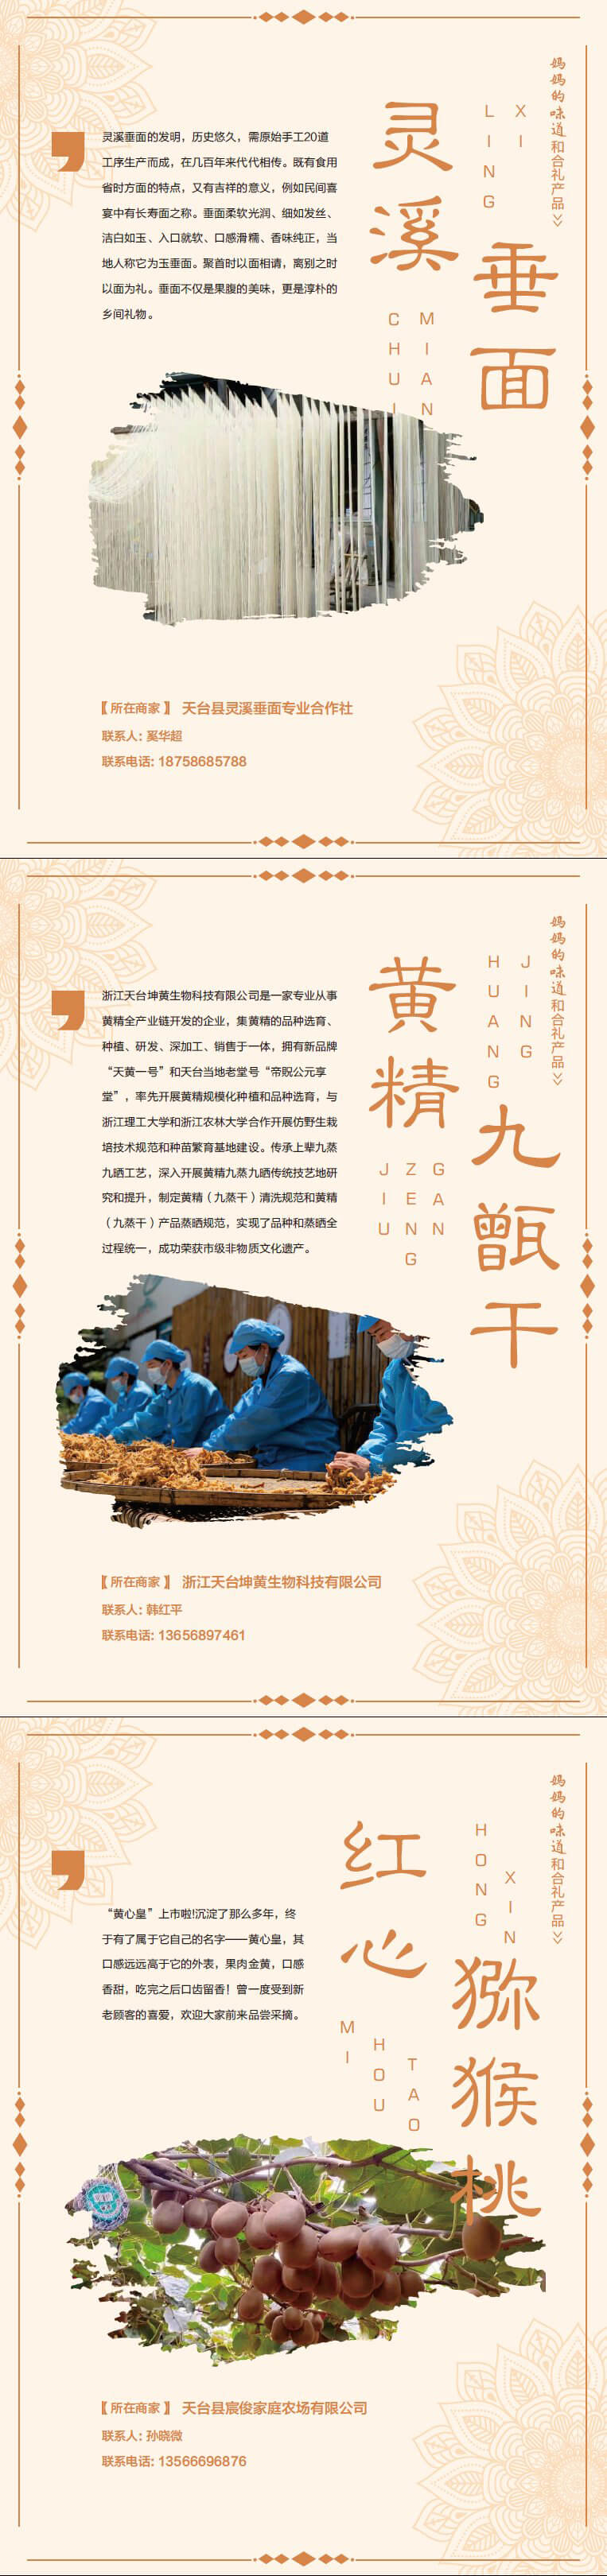 妈妈的味道和合礼产品
灵溪
LING
XI
垂面
CHUI
MIAN
灵溪垂面的发明，历史悠久，需原始手工20道
工序生产而成，在几百年来代代相传。既有食用
省时方面的特点，又有吉祥的意义，例如民间喜
宴中有长寿面之称。垂面柔软光润、细如发丝、
洁白如玉、入口就软、口感滑糯、香味纯正，当
地人称它为玉垂面。聚首时以面相请，离别之时
以面为礼。垂面不仅是果腹的美味，更是淳朴的
乡间礼物。
【所在商家】 天台县灵溪垂面专业合作社
联系人: 奚华超
联系电话: 18758685788
妈妈的味道和合礼产品
黄精
HUANG
JING
九甑干
JIU
ZENG
GAN
浙江天台坤黄生物科技有限公司是一家专业从事
黄精全产业链开发的企业，集黄精的品种选育、
种植、研发、深加工、销售于一体，拥有新品牌
“天黄一号”和天台当地老堂号“帝贶公元享
堂”，率先开展黄精规模化种植和品种选育，与
浙江理工大学和浙江农林大学合作开展仿野生栽
培技术规范和种苗繁育基地建设。传承上辈九蒸
九晒工艺，深入开展黄精九蒸九晒传统技艺地研
究和提升，制定黄精（九蒸干）清洗规范和黄精
（九蒸干）产品蒸晒规范，实现了品种和蒸晒全
过程统一，成功荣获市级非物质文化遗产。
【所在商家】 浙江天台坤黄生物科技有限公司
联系人: 韩红平
联系电话: 13656897461
妈妈的味道和合礼产品
红心
HONG
XIN
猕猴桃
MI
HOU
TAO
“黄心皇”上市啦!沉淀了那么多年，终
于有了属于它自己的名字——黄心皇，其
口感远远高于它的外表，果肉金黄，口感
香甜，吃完之后口齿留香！曾一度受到新
老顾客的喜爱，欢迎大家前来品尝采摘。
【所在商家】 天台县宸俊家庭农场有限公司
联系人: 孙晓微
联系电话: 13566696876